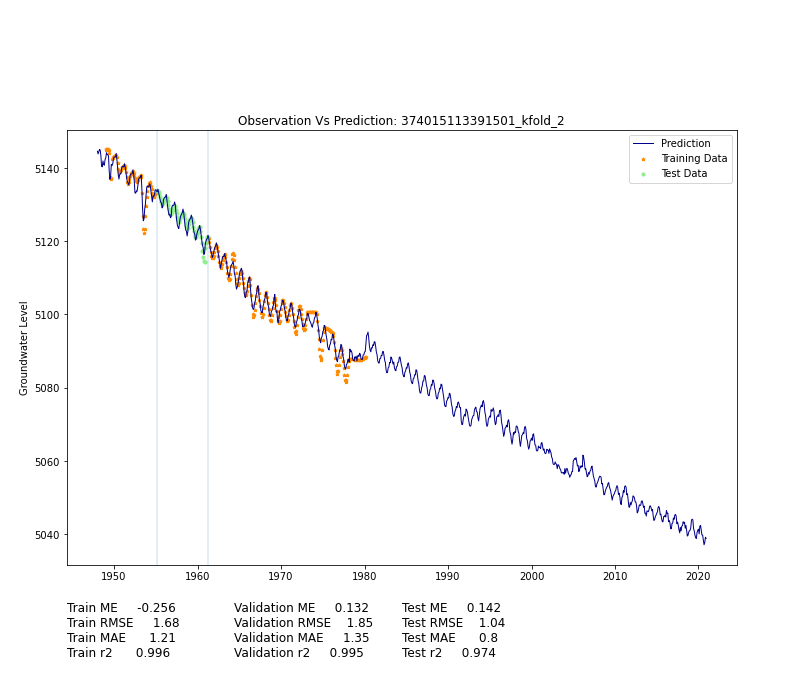 Observation Vs Prediction: 374015113391501_kfold_2
Prediction
Training Data
Test Data
5140
5120
5100
5080
5060
5040
Groundwater Level
1950 1960 1970 1980 1990 2000 2010 2020
Train ME -0.256 Validation ME 0.132 Test ME 0.142
Train RMSE 1.68 Validation RMSE 1.85 Test RMSE 1.04
Train MAE 1.21 Validation MAE 1.35 Test MAE 0.8
Train r2 0.996 Validation r2 0.995 Test r2 0.974